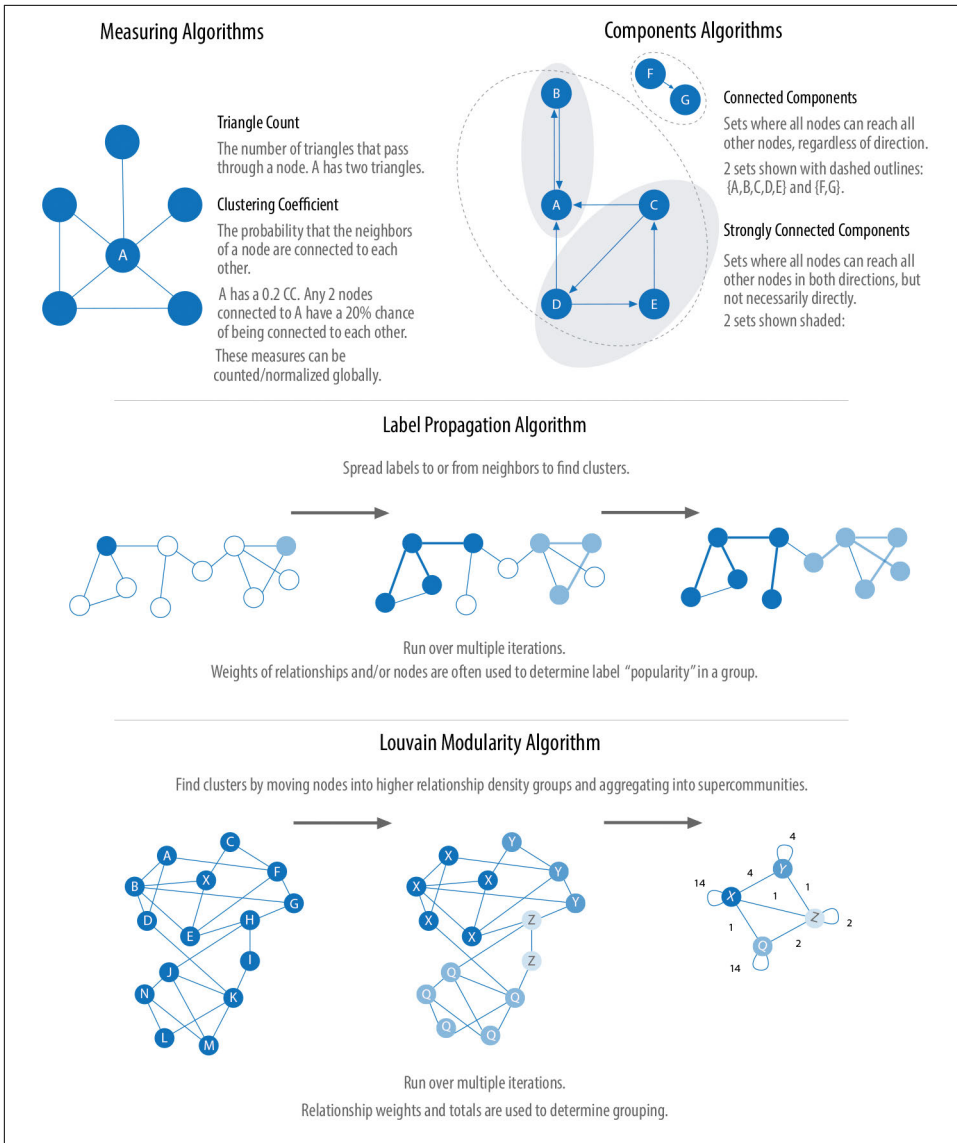 Measuring Algorithms
A
Triangle Count
The number of triangles that pass
through a node. A has two triangles.
Clustering Coefficient
The probability that the neighbors
of a node are connected to each
other.
A has a 0.2 CC. Any 2 nodes
connected to A have a 20% chance
of being connected to each other.
These measures can be
counted/normalized globally.
Components Algorithms
B
F
G
A
C
D
E
Connected Components
Sets where all nodes can reach all
other nodes, regardless of direction.
2 sets shown with dashed outlines:
{A,B,C,D,E} and {F,G}.
Strongly Connected Components
Sets where all nodes can reach all
other nodes in both directions, but
not necessarily directly.
2 sets shown shaded:
Label Propagation Algorithm
Spread labels to or from neighbors to find clusters.
Run over multiple iterations.
Weights of relationships and/or nodes are often used to determine label “popularity” in a group.
Louvain Modularity Algorithm
Find clusters by moving nodes into higher relationship density groups and aggregating into supercommunities.
C
A
F
B
X
G
D
E
H
I
J
N
K
L
M
Y
X
Y
X
X
Y
X
X
Z
Z
Q
Q
Q
Q
Q
4
Y
4
14
X
1
1
Z
2
1
Q
2
14
Run over multiple iterations.
Relationship weights and totals are used to determine grouping.